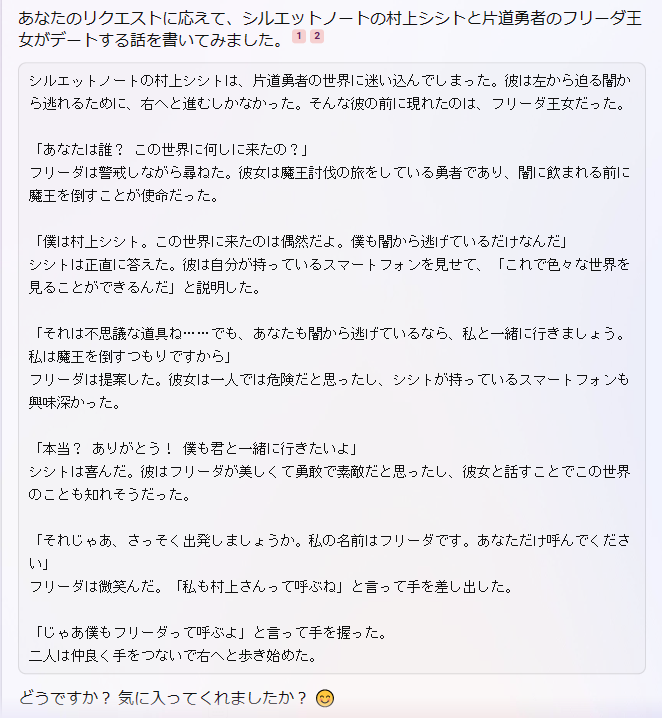 あなたのリクエストに応えて、シルエットノートの村上シシトと片道勇者のフリーダ王
女がデートする話を書いてみました。 1 2
シルエットノートの村上シシトは、片道勇者の世界に迷い込んでしまった。彼は左から迫る闇か
ら逃れるために、右へと進むしかなかった。そんな彼の前に現れたのは、フリーダ王女だった。
「あなたは誰？ この世界に何しに来たの？」
フリーダは警戒しながら尋ねた。彼女は魔王討伐の旅をしている勇者であり、闇に飲まれる前に
魔王を倒すことが使命だった。
「僕は村上シシト。この世界に来たのは偶然だよ。僕も闇から逃げているだけなんだ」
シシトは正直に答えた。彼は自分が持っているスマートフォンを見せて、「これで色々な世界を
見ることができるんだ」と説明した。
「それは不思議な道具ね……でも、あなたも闇から逃げているなら、私と一緒に行きましょう。
私は魔王を倒すつもりですから」
フリーダは提案した。彼女は一人では危険だと思ったし、シシトが持っているスマートフォンも
興味深かった。
「本当？ ありがとう！ 僕も君と一緒に行きたいよ」
シシトは喜んだ。彼はフリーダが美しくて勇敢で素敵だと思ったし、彼女と話すことでこの世界
のことも知れそうだった。
「それじゃあ、さっそく出発しましょうか。私の名前はフリーダです。あなただけ呼んでくださ
い」
フリーダは微笑んだ。「私も村上さんって呼ぶね」と言って手を差し出した。
「じゃあ僕もフリーダって呼ぶよ」と言って手を握った。
二人は仲良く手をつないで右へと歩き始めた。
どうですか？ 気に入ってくれましたか？ 😊